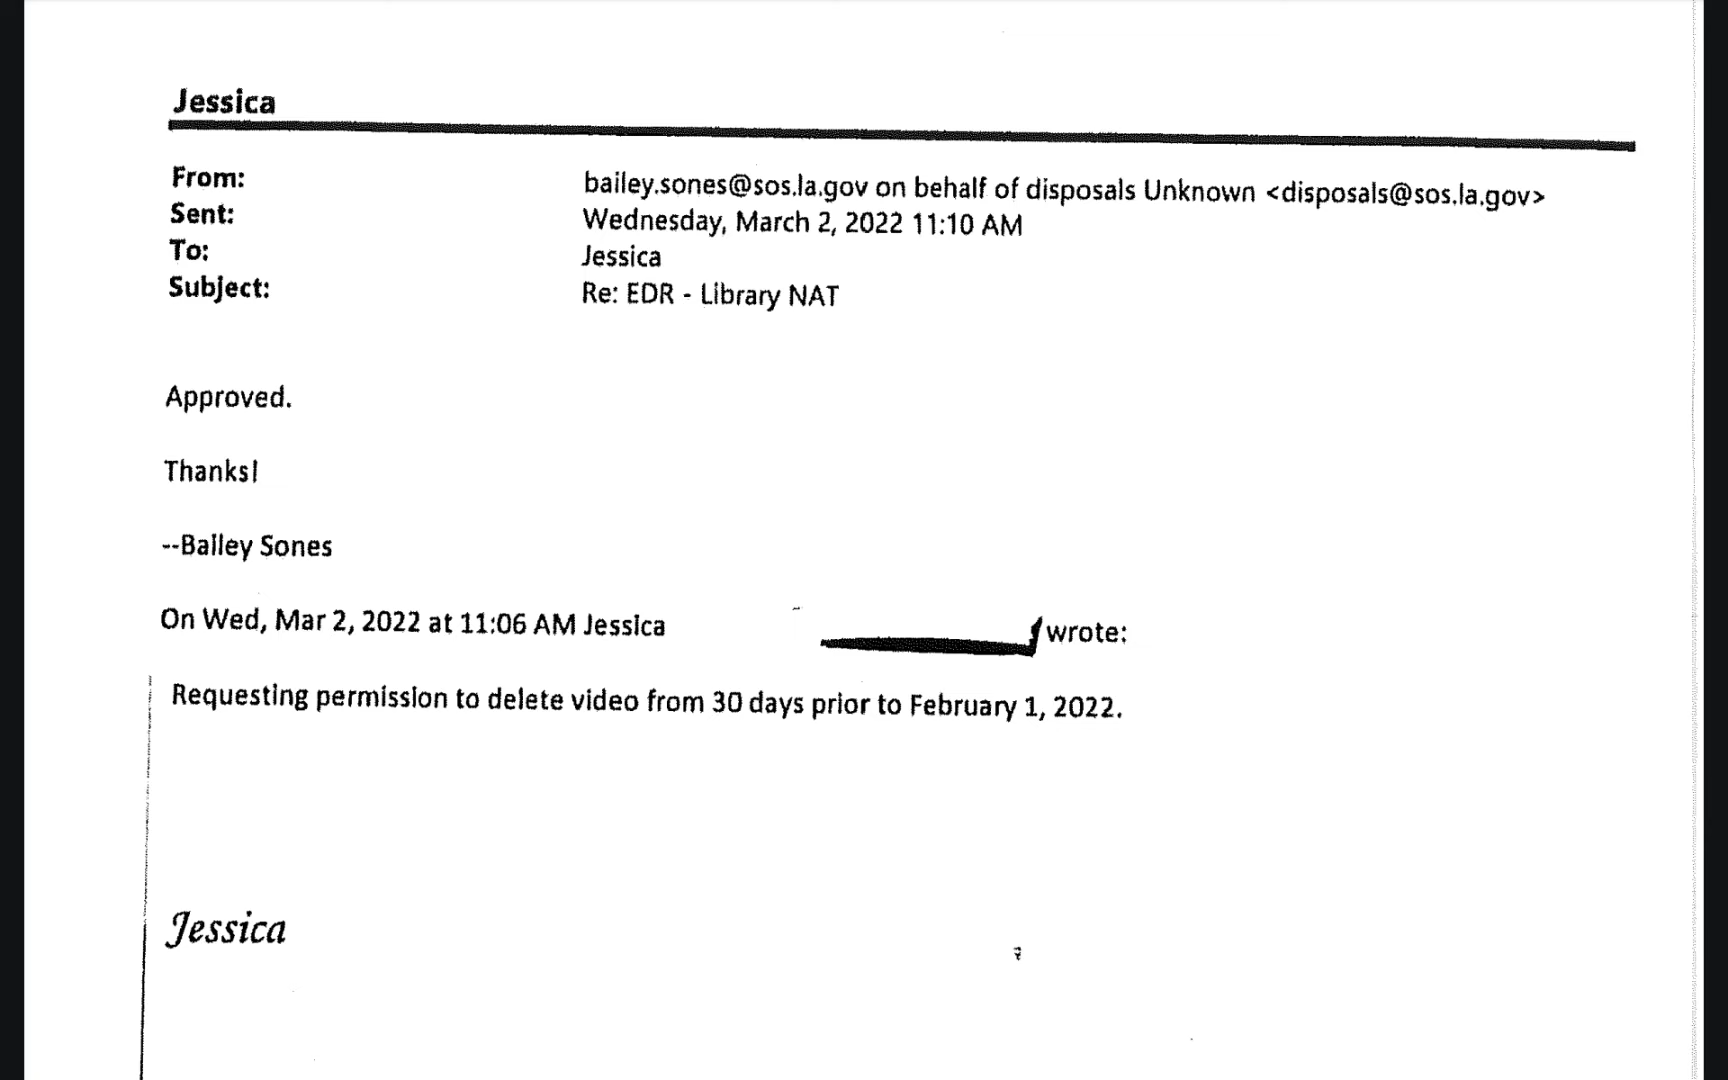 Jessica
From: bailey.sones@sos.la.gov on behalf of disposals Unknown <disposals@sos.la.gov>
Sent: Wednesday, March 2, 2022 11:10 AM
To: Jessica
Subject: Re: EDR - Library NAT
Approved.
Thanks!
--Bailey Sones
On Wed, Mar 2, 2022 at 11:06 AM Jessica wrote:
Requesting permission to delete video from 30 days prior to February 1, 2022.
Jessica